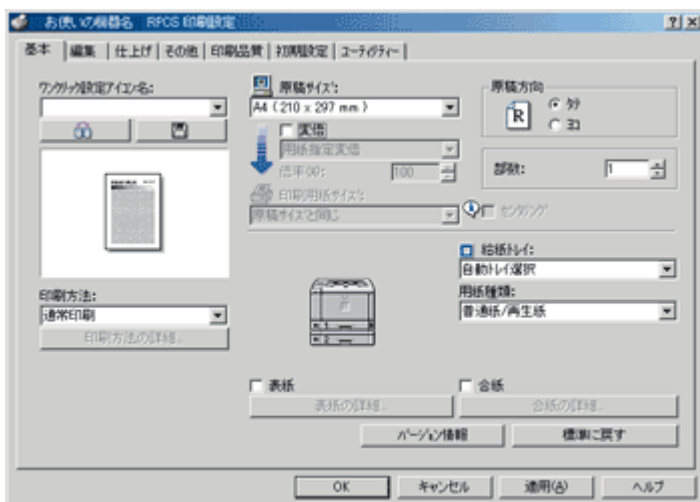 お使いの機器名 RPCS 印刷設定
基本 編集 仕上げ その他 印刷品質 初期設定 ユーティリティー
ワンクリック設定アイコン名:
原稿サイズ:
A4 (210 x 297 mm)
変倍
用紙指定変倍
倍率(%): 100
印刷用紙サイズ:
原稿サイズと同じ
センタリング
原稿方向
R
タテ
ヨコ
部数: 1
給紙トレイ:
自動トレイ選択
用紙種類:
普通紙/再生紙
印刷方法:
通常印刷
印刷方法の詳細...
表紙
表紙の詳細...
合紙
合紙の詳細...
バージョン情報
標準に戻す
OK
キャンセル
適用(A)
ヘルプ